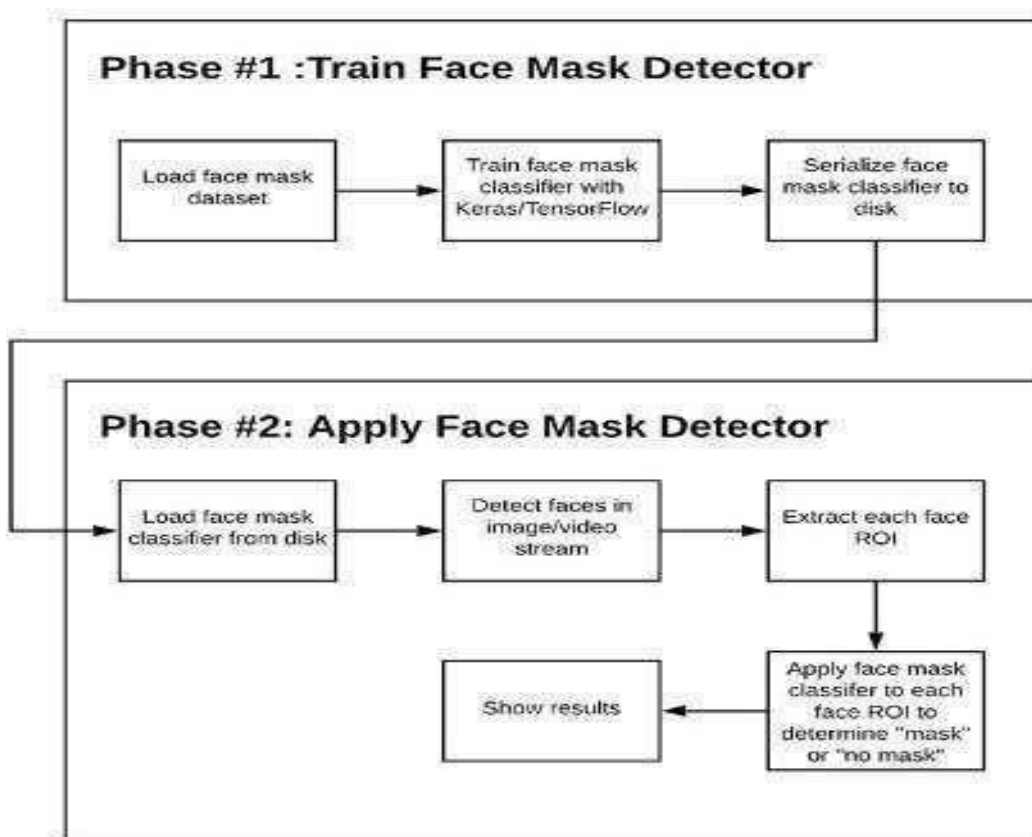 Phase #1 :Train Face Mask Detector
Load face mask
dataset
Train face mask
classifier with
Keras/TensorFlow
Serialize face
mask classifier to
disk
Phase #2: Apply Face Mask Detector
Load face mask
classifier from disk
Detect faces in
image/video
stream
Extract each face
ROI
Apply face mask
classifer to each
face ROI to
determine "mask"
or "no mask"
Show results